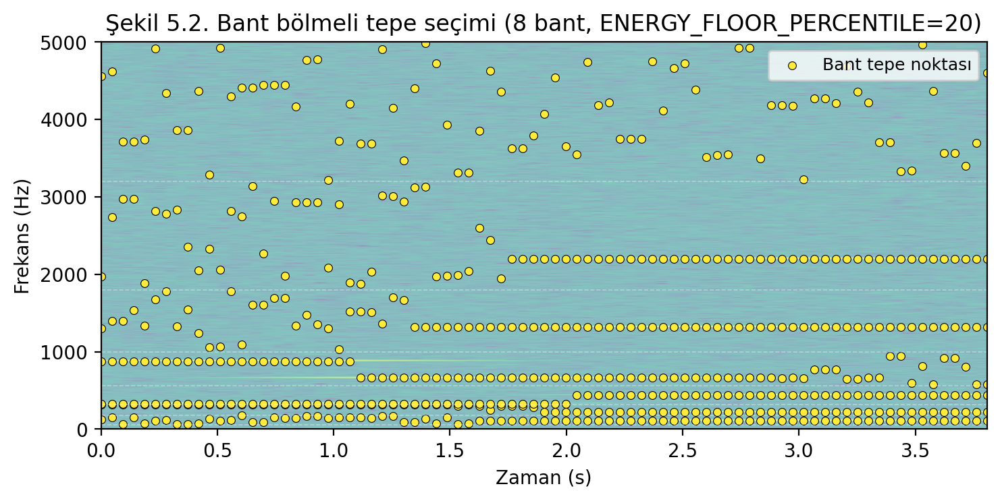 Şekil 5.2. Bant bölmeli tepe seçimi (8 bant, ENERGY_FLOOR_PERCENTILE=20)
Bant tepe noktası
Frekans (Hz)
5000
4000
3000
2000
1000
0
0.0 0.5 1.0 1.5 2.0 2.5 3.0 3.5
Zaman (s)